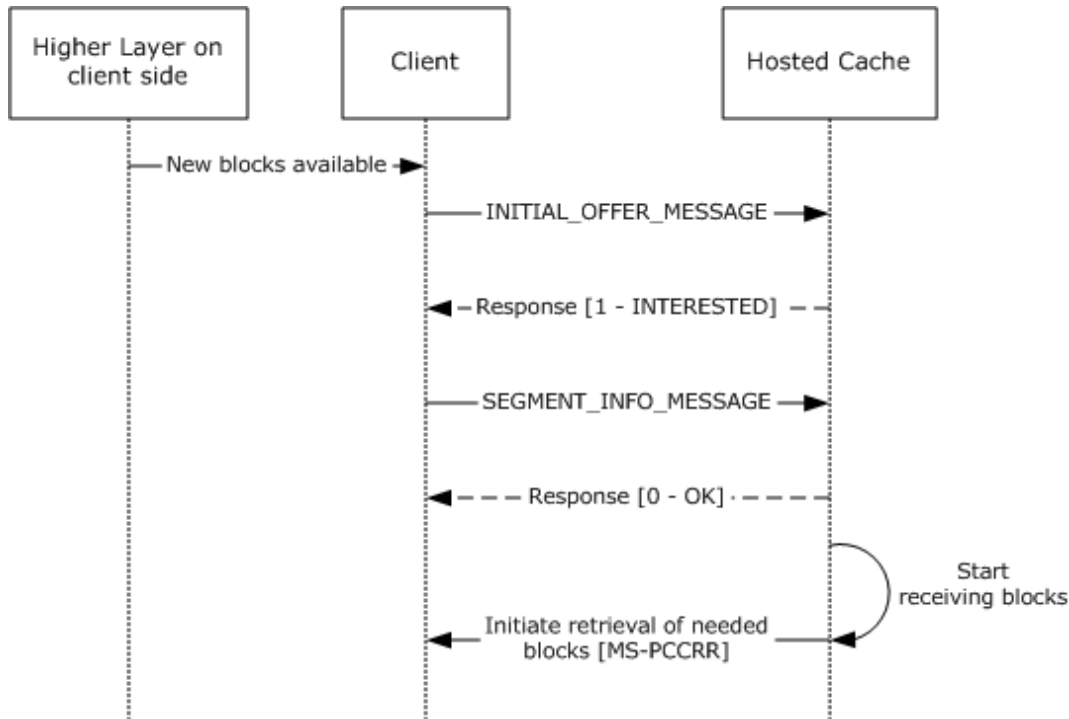 Higher Layer on
client side
Client
Hosted Cache
New blocks available
INITIAL_OFFER_MESSAGE
Response [1 - INTERESTED]
SEGMENT_INFO_MESSAGE
Response [0 - OK]
Start
receiving blocks
Initiate retrieval of needed
blocks [MS-PCCRR]